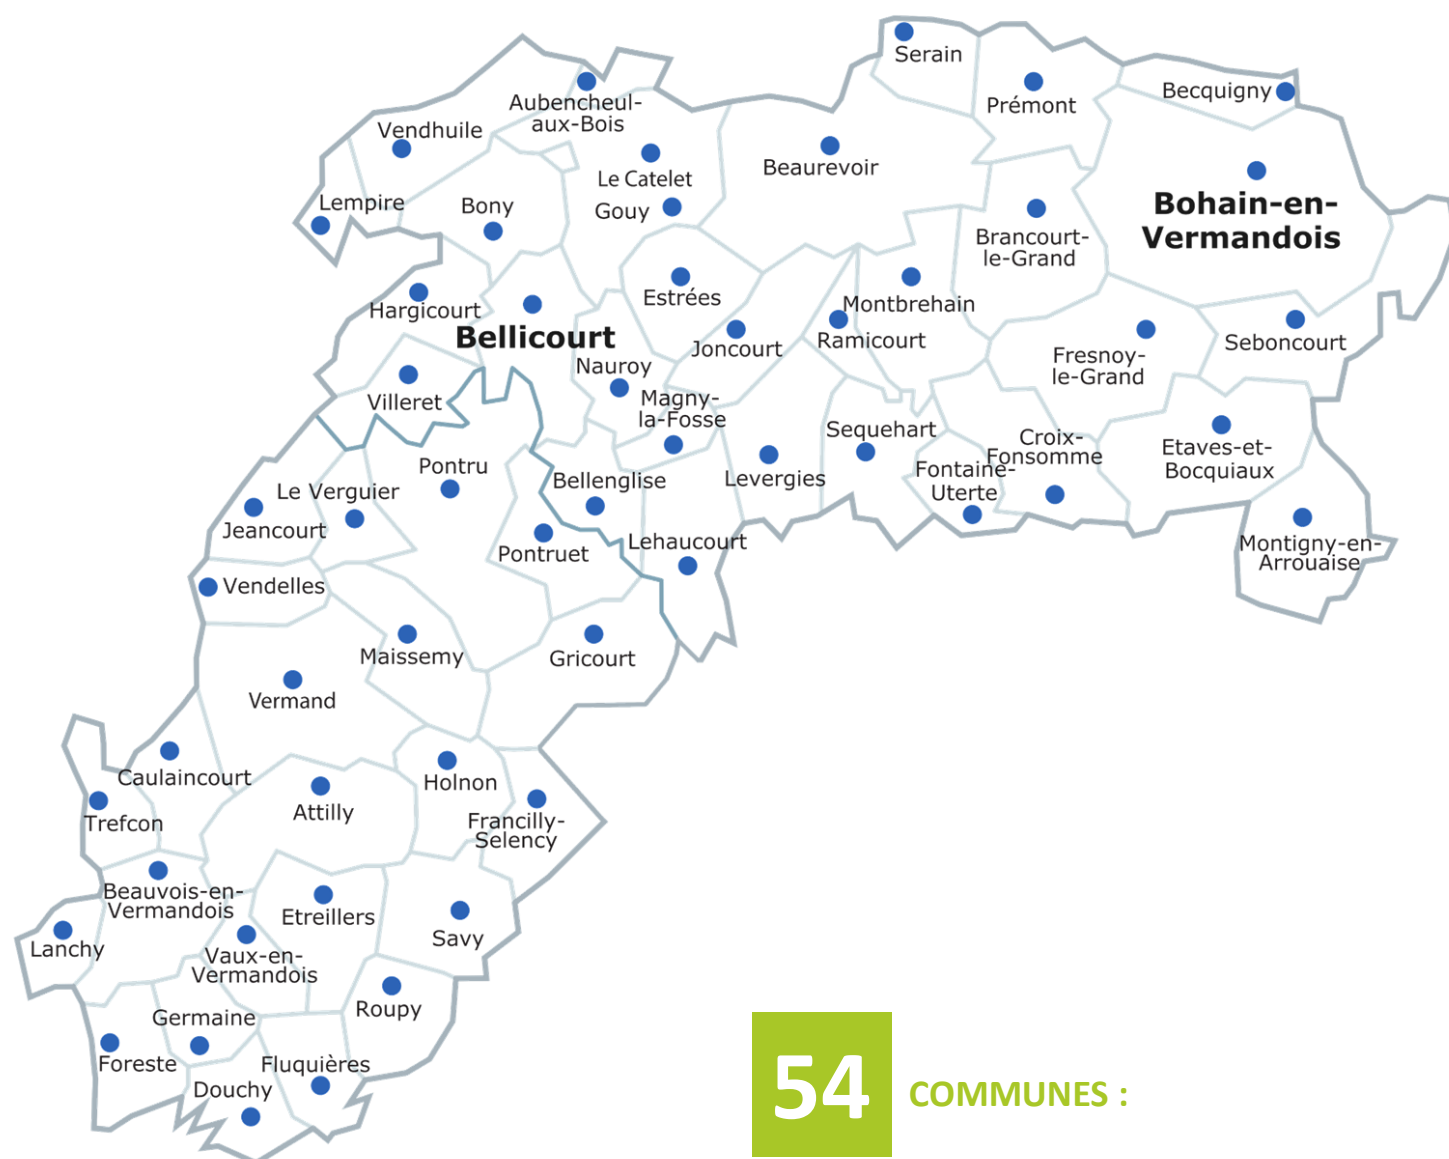 Serain
Prémont
Becquigny
Aubencheul-
aux-Bois
Vendhuile
Beaurevoir
Le Catelet
Gouy
Lempire
Bony
Bohain-en-
Vermandois
Brancourt-
le-Grand
Hargicourt
Estrées
Montbrehain
Bellicourt
Joncourt
Ramicourt
Seboncourt
Fresnoy-
le-Grand
Nauroy
Villeret
Magny-
la-Fosse
Sequehart
Croix-
Fonsomme
Etaves-et-
Bocquiaux
Pontru
Bellenglise
Levergies
Fontaine-
Uterte
Le Verguier
Jeancourt
Pontruet
Lehaucourt
Montigny-en-
Arrouaise
Vendelles
Maissemy
Gricourt
Vermand
Caulaincourt
Holnon
Attilly
Trefcon
Francilly-
Selency
Beauvois-en-
Vermandois
Etreillers
Savy
Lanchy
Vaux-en-
Vermandois
Roupy
Germaine
Foreste
Fluquières
Douchy
54 COMMUNES :